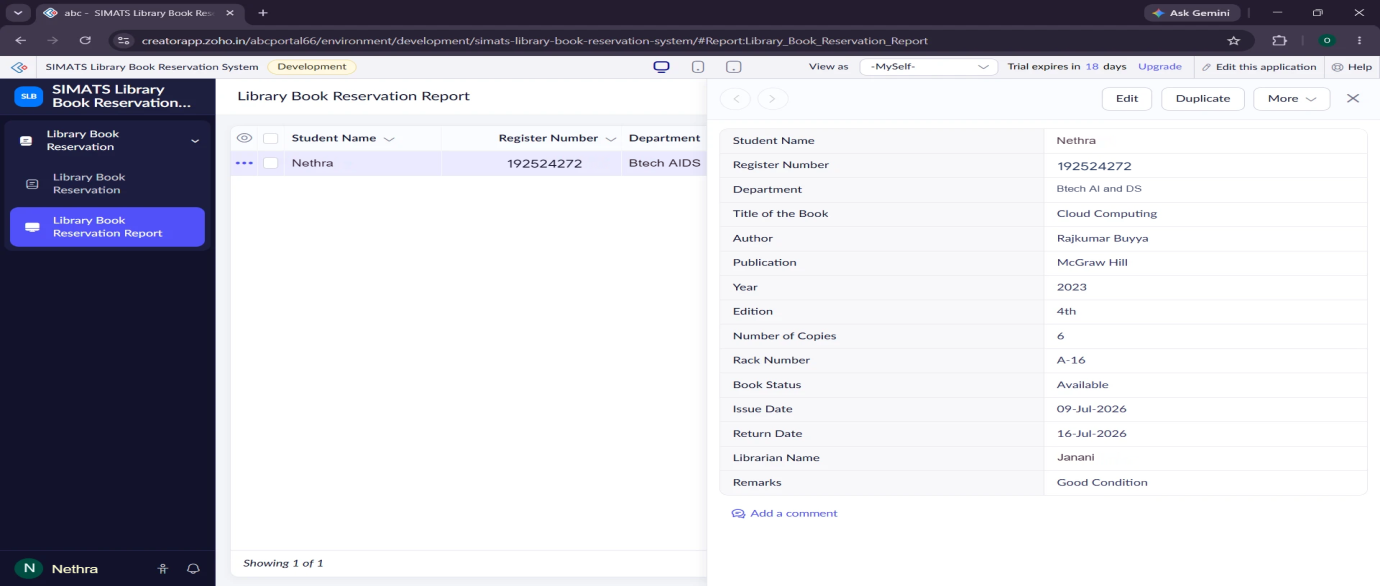 abc - SIMATS Library Book Res
Ask Gemini
creatorapp.zoho.in/abcportal66/environment/development/simats-library-book-reservation-system/#Report:Library_Book_Reservation_Report
O
SIMATS Library Book Reservation System Development
View as -MySelf- Trial expires in 18 days Upgrade Edit this application Help
SLB
SIMATS Library
Book Reservation...
Library Book
Reservation
Library Book
Reservation
Library Book
Reservation Report
N Nethra
Library Book Reservation Report
Student Name Register Number Department
Nethra 192524272 Btech AIDS
Showing 1 of 1
Edit Duplicate More
Student Name Nethra
Register Number 192524272
Department Btech AI and DS
Title of the Book Cloud Computing
Author Rajkumar Buyya
Publication McGraw Hill
Year 2023
Edition 4th
Number of Copies 6
Rack Number A-16
Book Status Available
Issue Date 09-Jul-2026
Return Date 16-Jul-2026
Librarian Name Janani
Remarks Good Condition
Add a comment